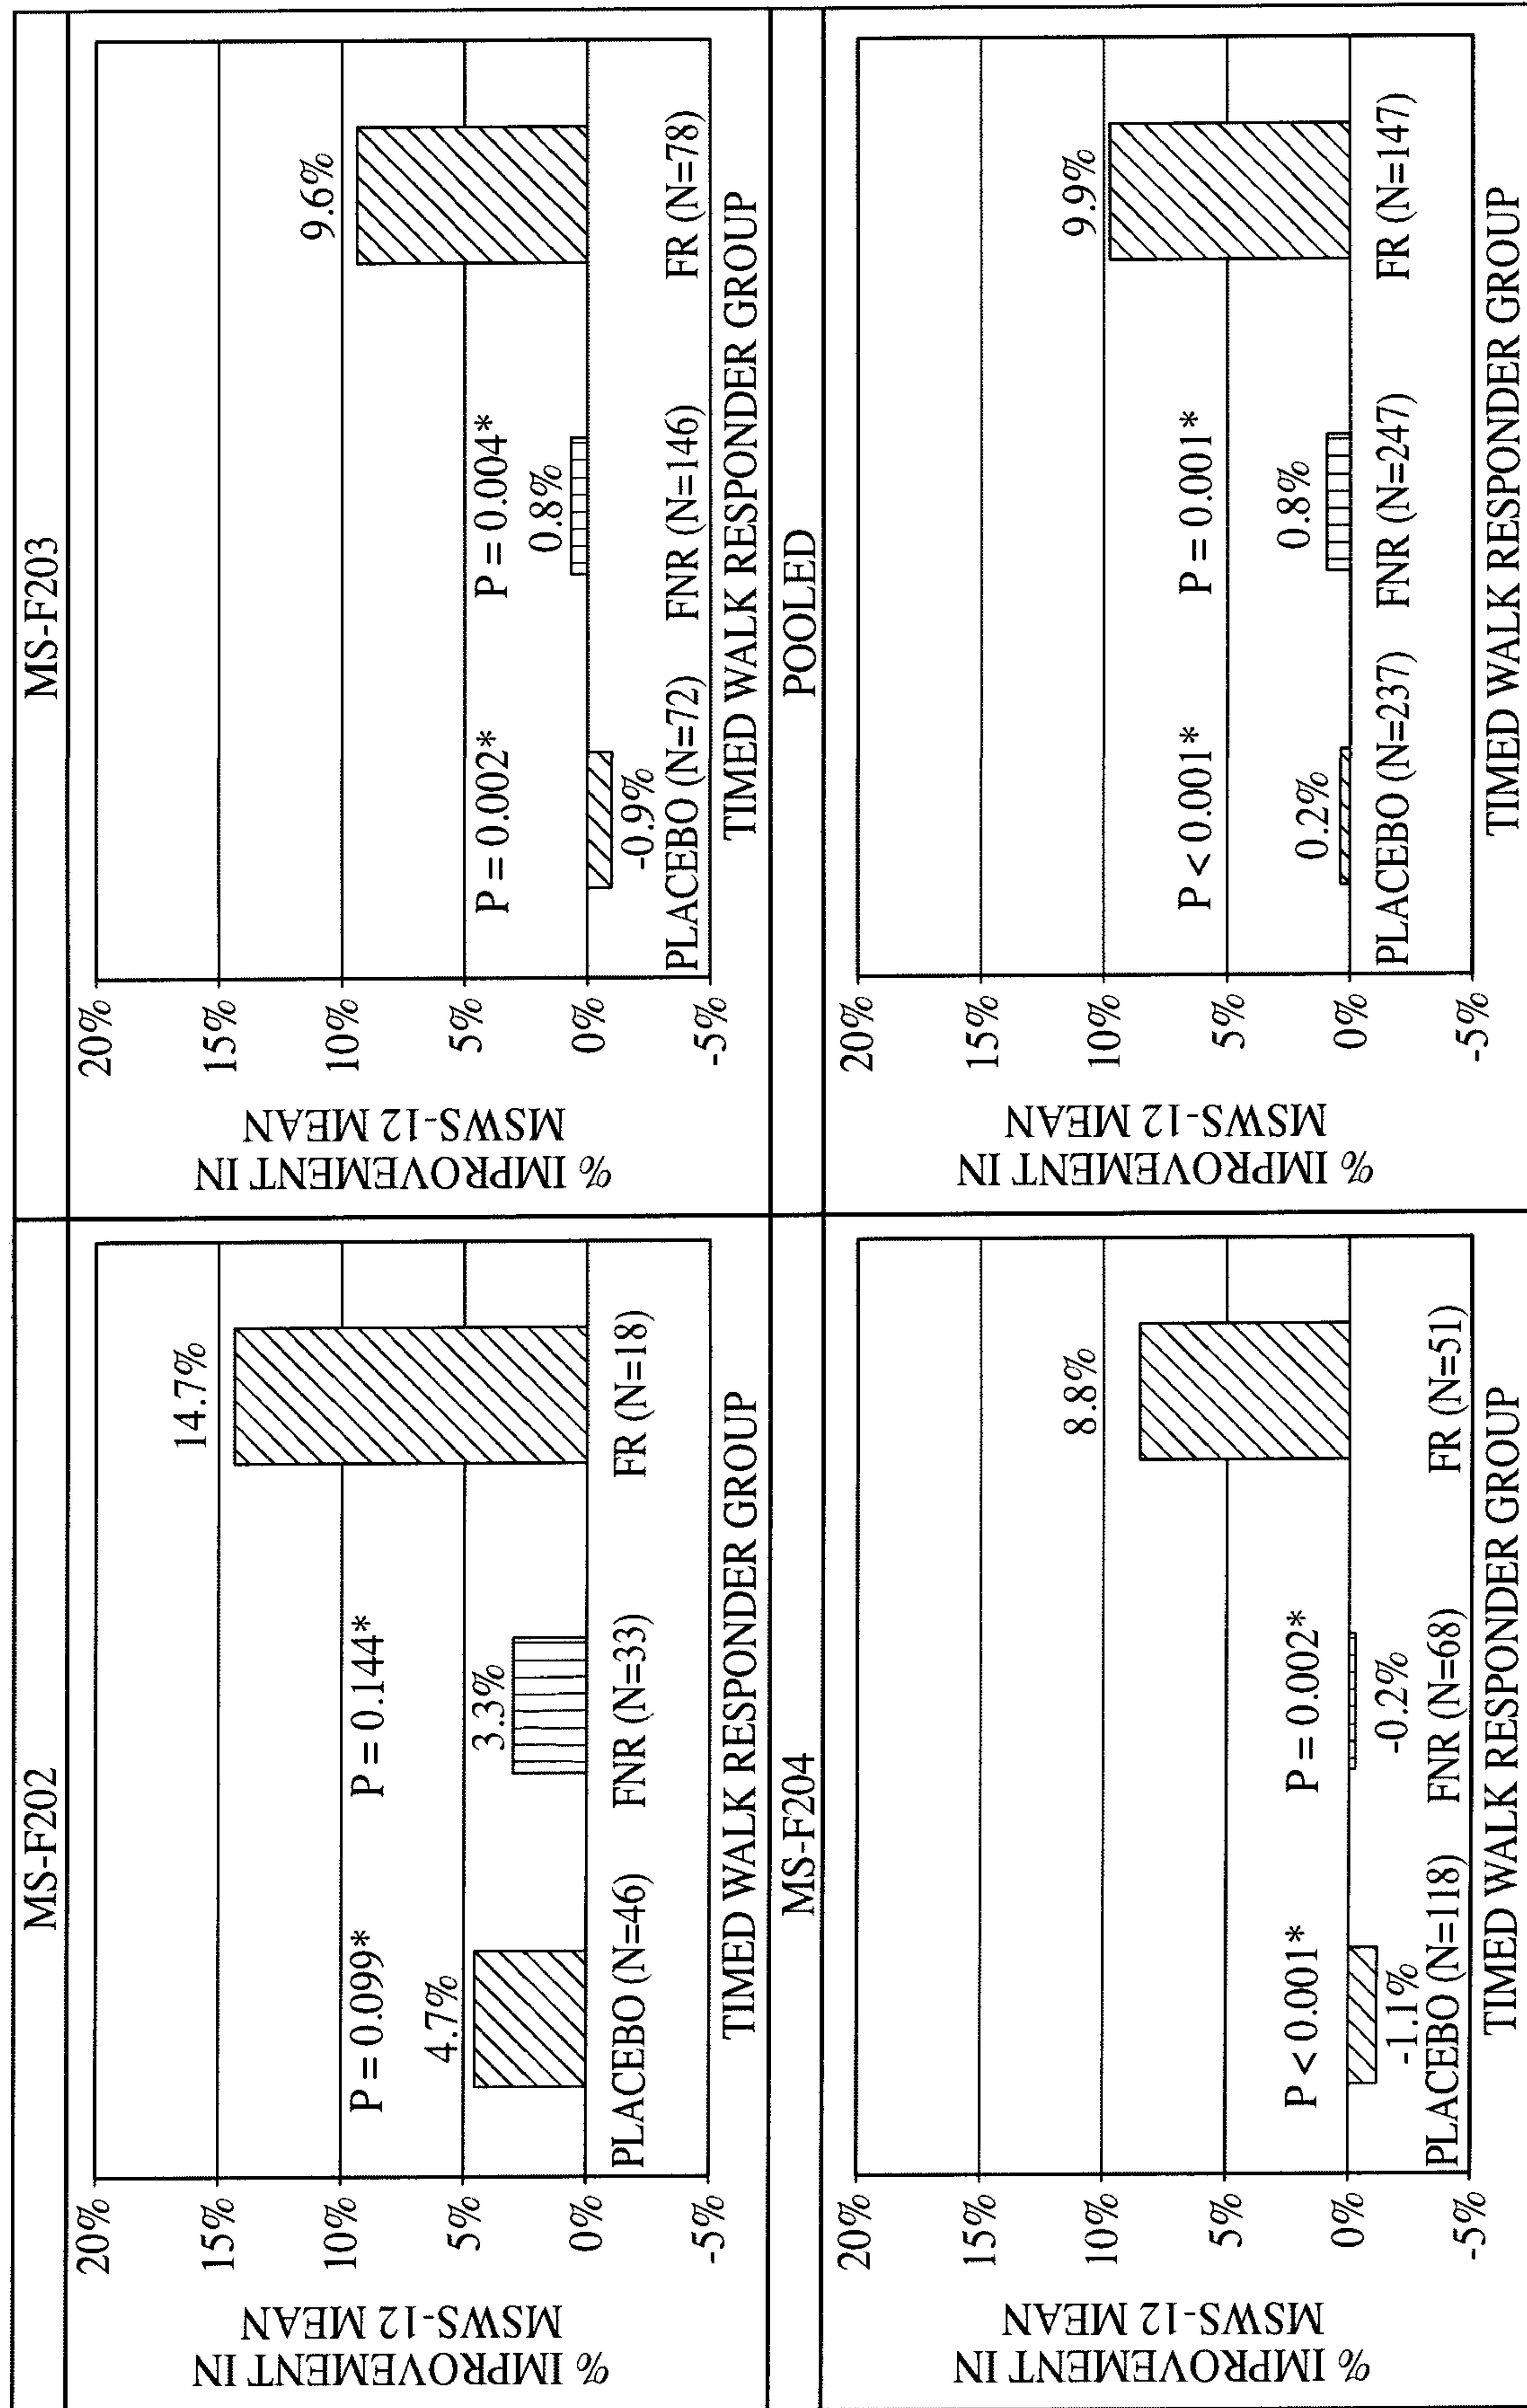 MS-F202
% IMPROVEMENT IN
MSWS-12 MEAN
20%
15%
10%
5%
0%
-5%
P = 0.099*
4.7%
P = 0.144*
3.3%
14.7%
PLACEBO (N=46)
FNR (N=33)
FR (N=18)
TIMED WALK RESPONDER GROUP
MS-F203
% IMPROVEMENT IN
MSWS-12 MEAN
20%
15%
10%
5%
0%
-5%
P = 0.002*
-0.9%
P = 0.004*
0.8%
9.6%
PLACEBO (N=72)
FNR (N=146)
FR (N=78)
TIMED WALK RESPONDER GROUP
MS-F204
% IMPROVEMENT IN
MSWS-12 MEAN
20%
15%
10%
5%
0%
-5%
P < 0.001*
-1.1%
P = 0.002*
-0.2%
8.8%
PLACEBO (N=118)
FNR (N=68)
FR (N=51)
TIMED WALK RESPONDER GROUP
POOLED
% IMPROVEMENT IN
MSWS-12 MEAN
20%
15%
10%
5%
0%
-5%
P < 0.001*
0.2%
P = 0.001*
0.8%
9.9%
PLACEBO (N=237)
FNR (N=247)
FR (N=147)
TIMED WALK RESPONDER GROUP